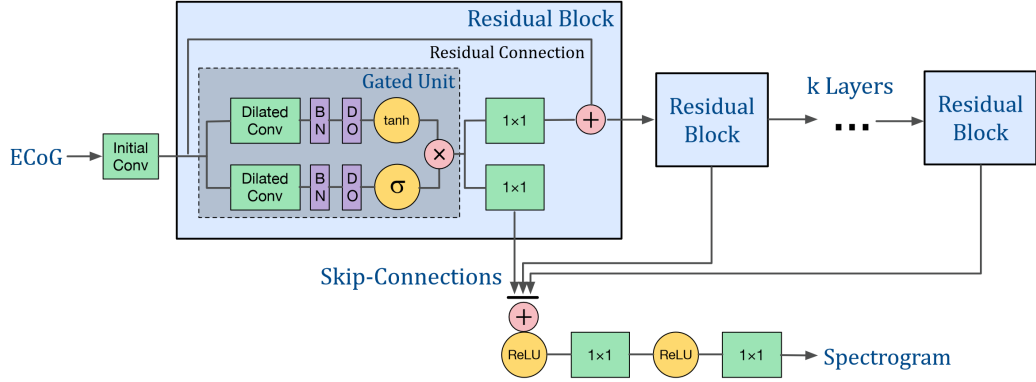 Residual Block
Residual Connection
Gated Unit
Dilated
Conv
B
N
D
O
tanh
1×1
+
Residual
Block
k Layers
...
Residual
Block
ECoG
Initial
Conv
×
Dilated
Conv
B
N
D
O
σ
1×1
Skip-Connections
+
ReLU
1×1
ReLU
1×1
Spectrogram